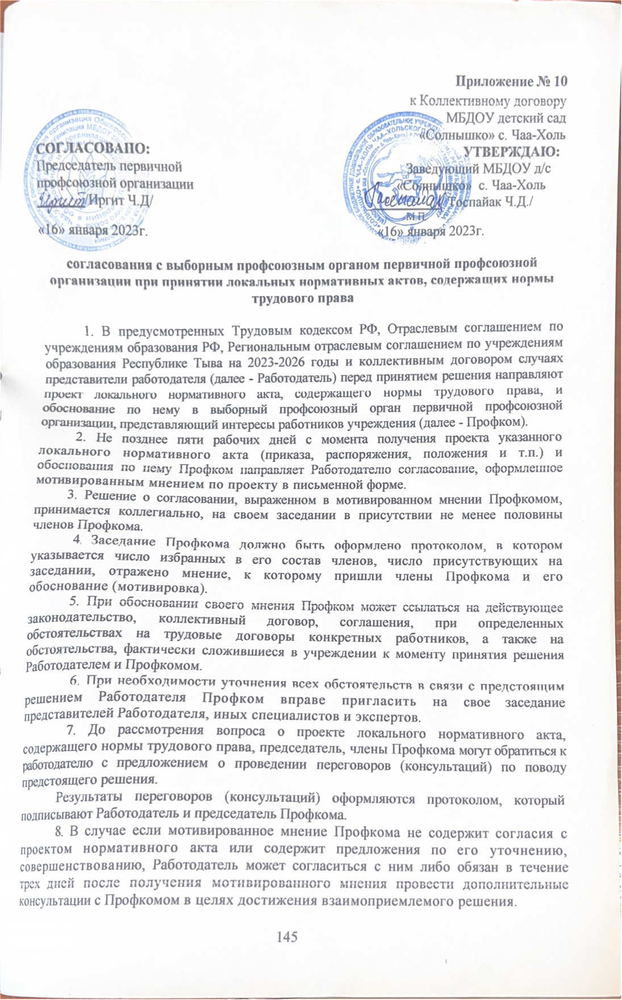 Приложение № 10
к Коллективному договору
МБДОУ детский сад
«Солнышко» с. Чаа-Холь
СОГЛАСОВАНО:
Председатель первичной
профсоюзной организации
/Иргит Ч.Д/
«16» января 2023г.
УТВЕРЖДАЮ:
Заведующий МБДОУ д/с
«Солнышко» с. Чаа-Холь
Тоспайак Ч.Д./
м.п.
«16» января 2023г.
согласования с выборным профсоюзным органом первичной профсоюзной
организации при принятии локальных нормативных актов, содержащих нормы
трудового права
1. В предусмотренных Трудовым кодексом РФ, Отраслевым соглашением по
учреждениям образования РФ, Региональным отраслевым соглашением по учреждениям
образования Республике Тыва на 2023-2026 годы и коллективным договором случаях
представители работодателя (далее - Работодатель) перед принятием решения направляют
проект локального нормативного акта, содержащего нормы трудового права, и
обоснование по нему в выборный профсоюзный орган первичной профсоюзной
организации, представляющий интересы работников учреждения (далее - Профком).
2. Не позднее пяти рабочих дней с момента получения проекта указанного
локального нормативного акта (приказа, распоряжения, положения и т.п.) и
обоснования по нему Профком направляет Работодателю согласование, оформленное
мотивированным мнением по проекту в письменной форме.
3. Решение о согласовании, выраженном в мотивированном мнении Профкомом,
принимается коллегиально, на своем заседании в присутствии не менее половины
членов Профкома.
4. Заседание Профкома должно быть оформлено протоколом, в котором
указывается число избранных в его состав членов, число присутствующих на
заседании, отражено мнение, к которому пришли члены Профкома и его
обоснование (мотивировка).
5. При обосновании своего мнения Профком может ссылаться на действующее
законодательство, коллективный договор, соглашения, при определенных
обстоятельствах на трудовые договоры конкретных работников, а также на
обстоятельства, фактически сложившиеся в учреждении к моменту принятия решения
Работодателем и Профкомом.
6. При необходимости уточнения всех обстоятельств в связи с предстоящим
решением Работодателя Профком вправе пригласить на свое заседание
представителей Работодателя, иных специалистов и экспертов.
7. До рассмотрения вопроса о проекте локального нормативного акта,
содержащего нормы трудового права, председатель, члены Профкома могут обратиться к
работодателю с предложением о проведении переговоров (консультаций) по поводу
предстоящего решения.
Результаты переговоров (консультаций) оформляются протоколом, который
подписывают Работодатель и председатель Профкома.
8. В случае если мотивированное мнение Профкома не содержит согласия с
проектом нормативного акта или содержит предложения по его уточнению,
совершенствованию, Работодатель может согласиться с ним либо обязан в течение
трех дней после получения мотивированного мнения провести дополнительные
консультации с Профкомом в целях достижения взаимоприемлемого решения.
145